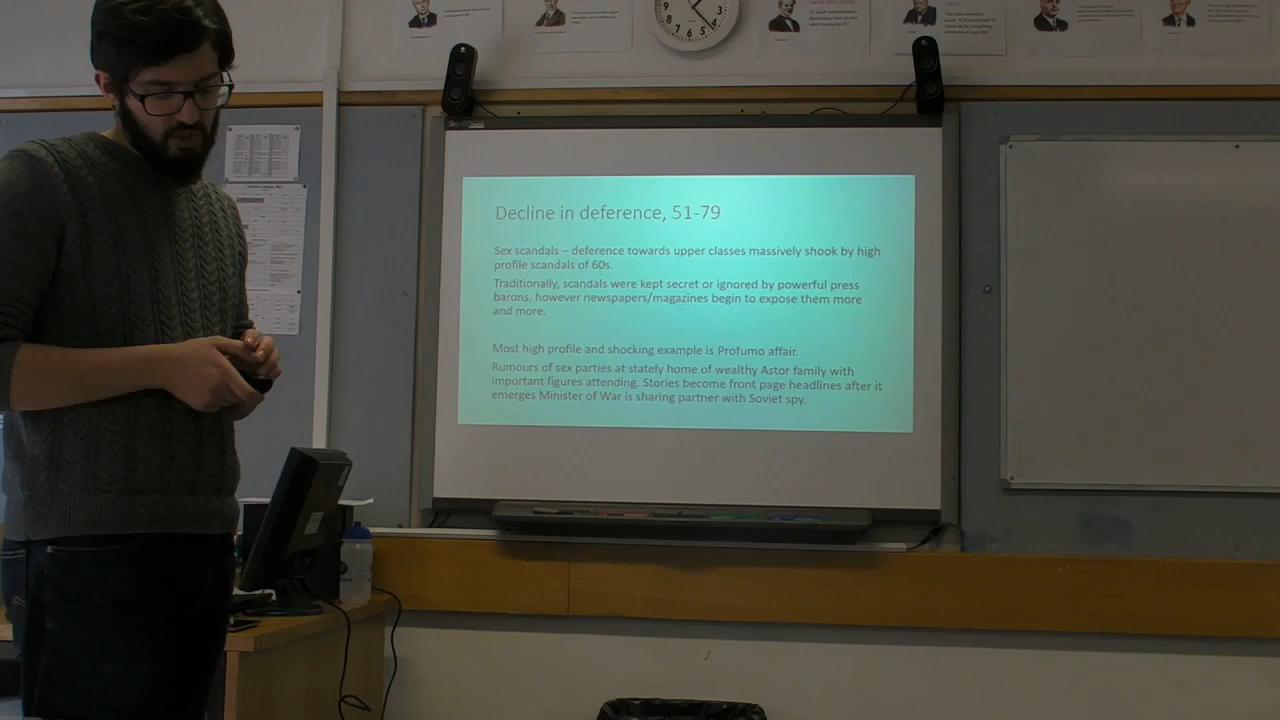 Decline in deference, 51-79
Sex scandals – deference towards upper classes massively shook by high
profile scandals of 60s.
Traditionally, scandals were kept secret or ignored by powerful press
barons, however newspapers/magazines begin to expose them more
and more.
Most high profile and shocking example is Profumo affair.
Rumours of sex parties at stately home of wealthy Astor family with
important figures attending. Stories become front page headlines after it
emerges Minister of War is sharing partner with Soviet spy.